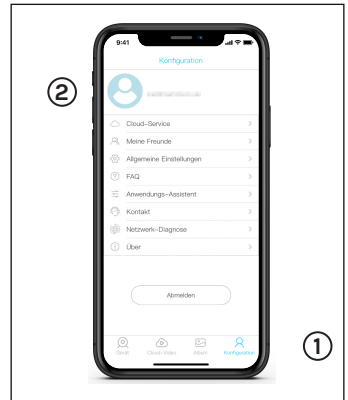 9:41
Konfiguration
②
Cloud-Service
Meine Freunde
Allgemeine Einstellungen
FAQ
Anwendungs-Assistent
Kontakt
Netzwerk-Diagnose
Über
Abmelden
①
Gerät Cloud-Video Album Konfiguration